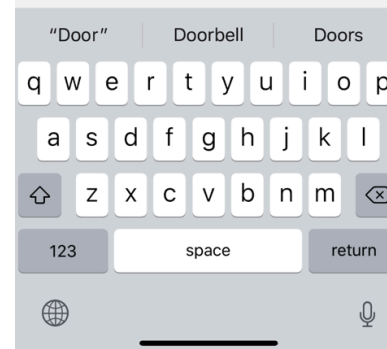 “Door” Doorbell Doors
q w e r t y u i o p
a s d f g h j k l
z x c v b n m
123 space return